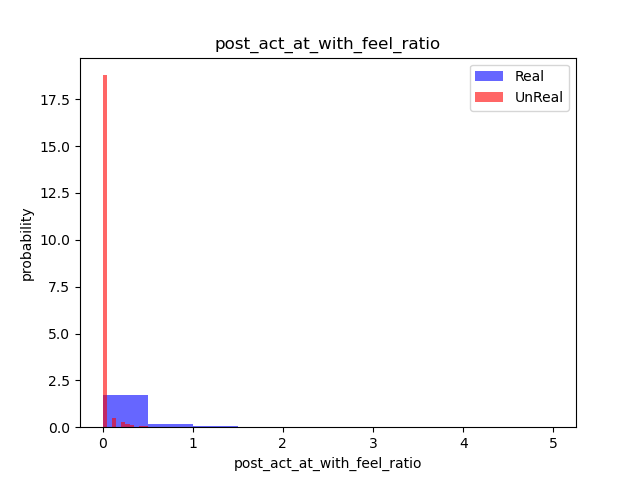 post_act_at_with_feel_ratio
Real
UnReal
probability
17.5
15.0
12.5
10.0
7.5
5.0
2.5
0.0
0 1 2 3 4 5
post_act_at_with_feel_ratio